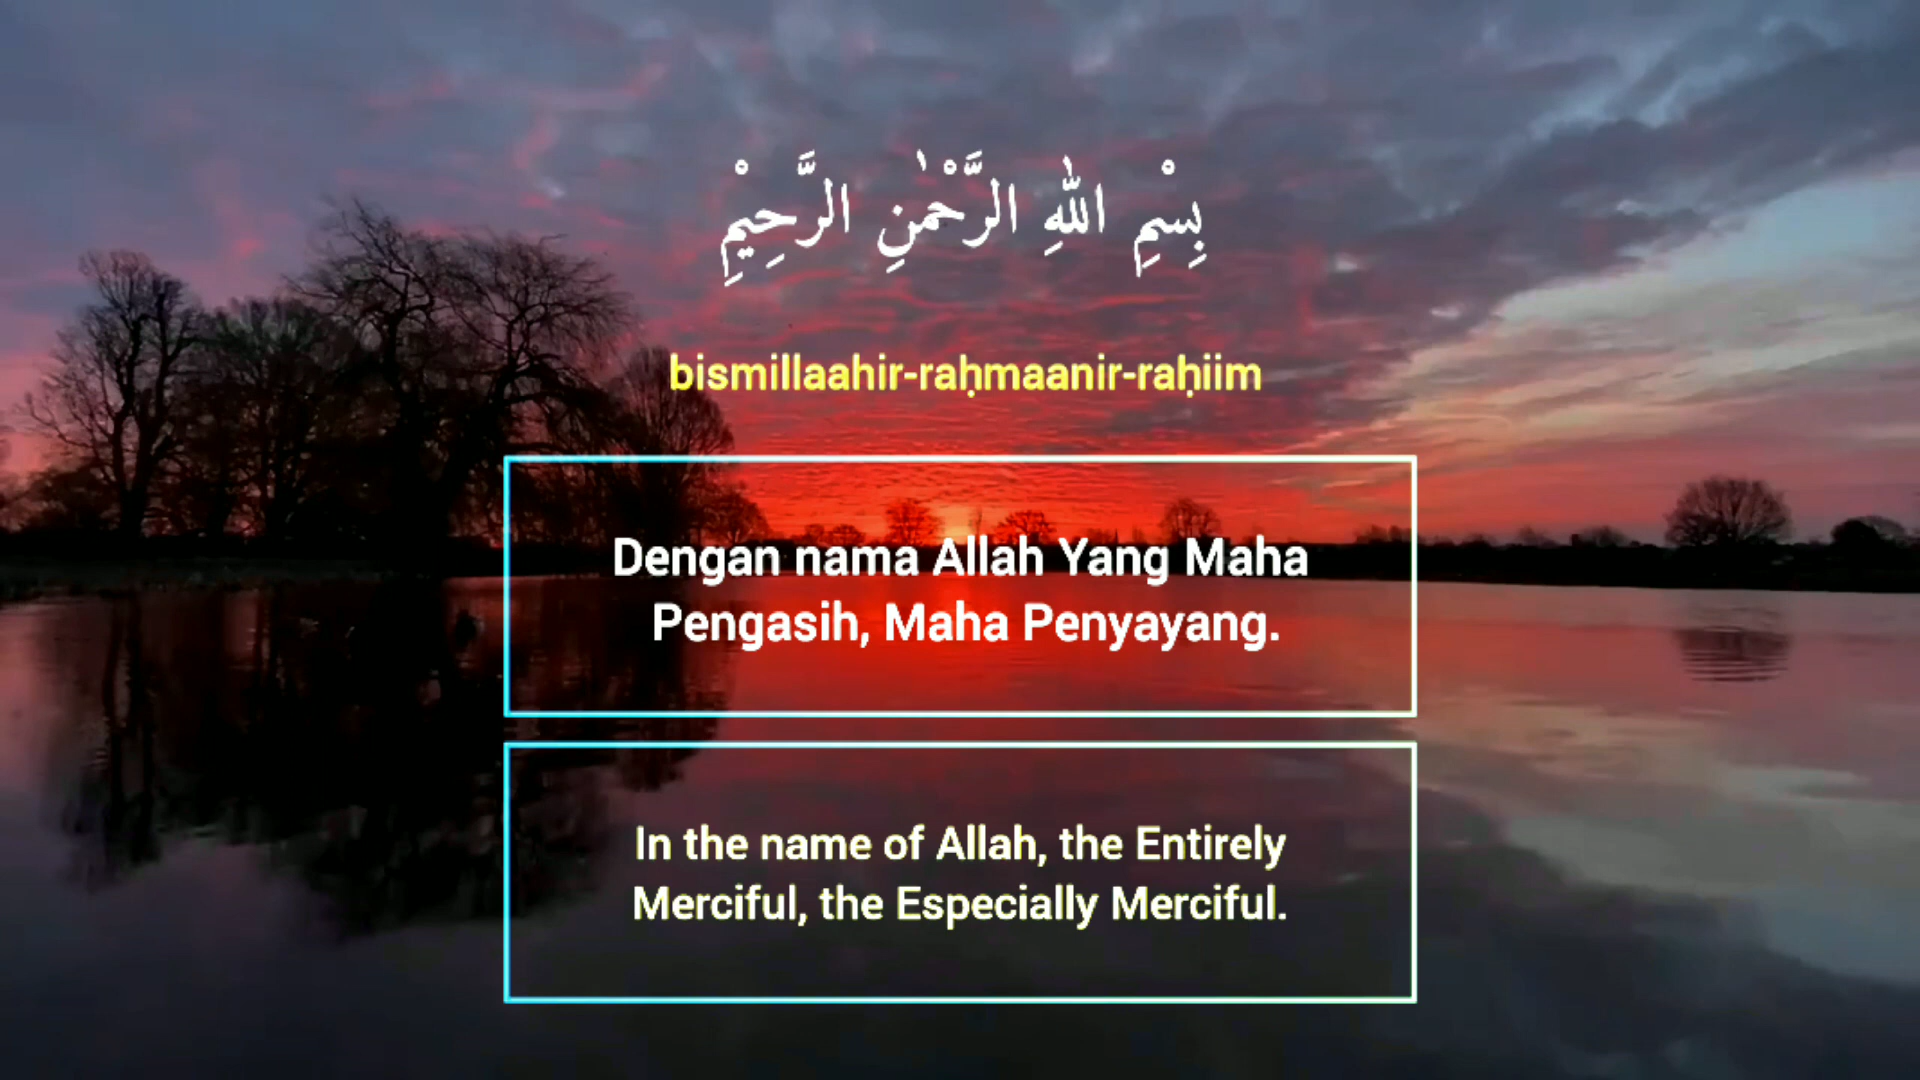 بِسْمِ اللهِ الرَّحْمٰنِ الرَّحِيْمِ
bismillaahir-raḥmaanir-raḥiim
Dengan nama Allah Yang Maha
Pengasih, Maha Penyayang.
In the name of Allah, the Entirely
Merciful, the Especially Merciful.